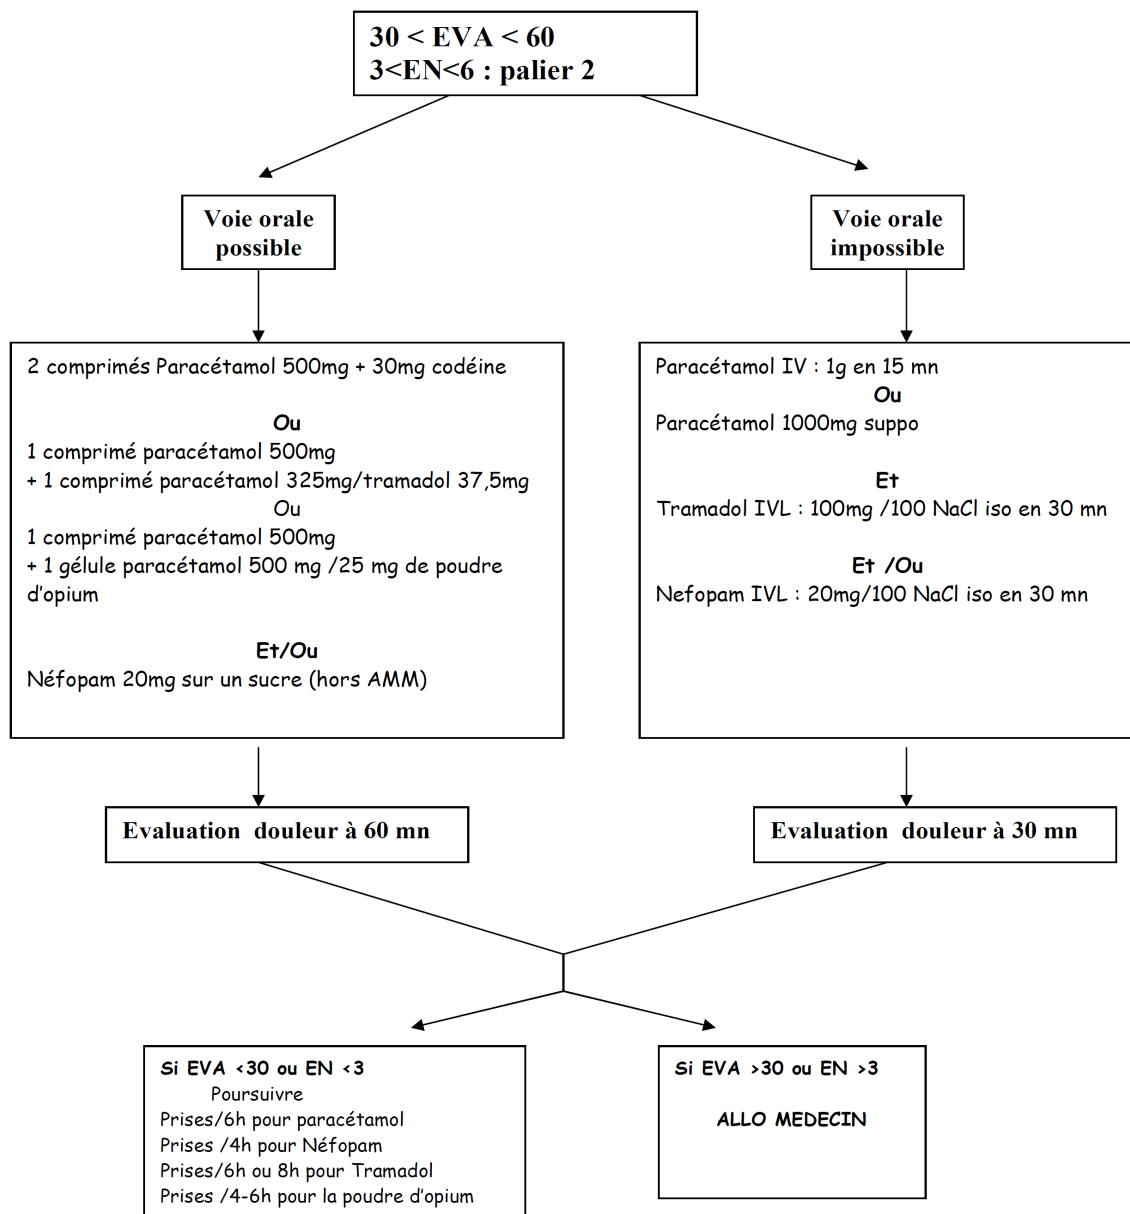 30 < EVA < 60
3<EN<6 : palier 2
Voie orale
possible
Voie orale
impossible
2 comprimés Paracétamol 500mg + 30mg codéine
Ou
1 comprimé paracétamol 500mg
+ 1 comprimé paracétamol 325mg/tramadol 37,5mg
Ou
1 comprimé paracétamol 500mg
+ 1 gélule paracétamol 500 mg /25 mg de poudre
d'opium
Et/Ou
Néfopam 20mg sur un sucre (hors AMM)
Paracétamol IV : 1g en 15 mn
Ou
Paracétamol 1000mg suppo
Et
Tramadol IVL : 100mg /100 NaCl iso en 30 mn
Et /Ou
Nefopam IVL : 20mg/100 NaCl iso en 30 mn
Evaluation douleur à 60 mn
Evaluation douleur à 30 mn
Si EVA <30 ou EN <3
Poursuivre
Prises/6h pour paracétamol
Prises /4h pour Néfopam
Prises/6h ou 8h pour Tramadol
Prises /4-6h pour la poudre d'opium
Si EVA >30 ou EN >3
ALLO MEDECIN